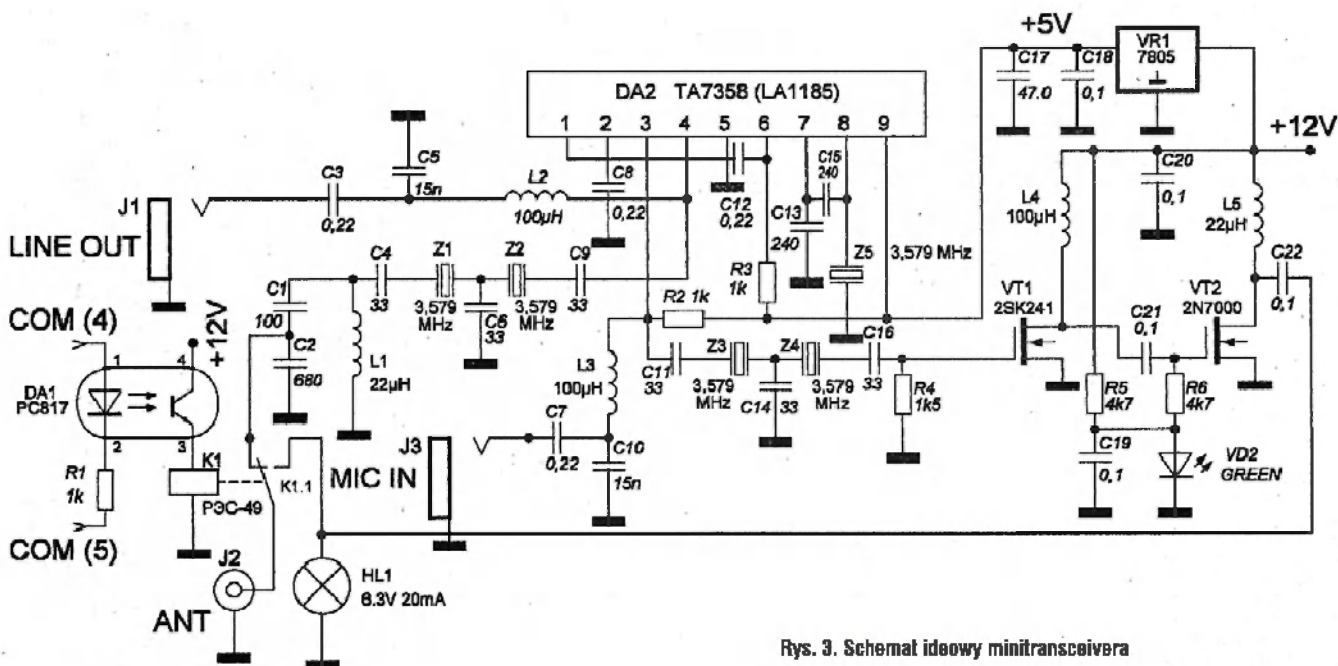 +5V
VR1
7805
C17
47.0
C18
0,1
+12V
DA2 TA7358 (LA1185)
1 2 3 4 5 6 7 8 9
C5
15n
C3
0,22
L2
100µH
C8
0,22
C12
0,22
C15
240
C13
240
Z5
3,579 MHz
R3
1k
R2 1k
J1
LINE OUT
C4
33
Z1
3,579
MHz
Z2
3,579
MHz
C6
33
C9
33
C1
100
C2
680
L1
22µH
COM (4)
+12V
1
4
DA1
PC817
2
3
R1
1k
COM (5)
K1
РЭС-49
K1.1
J2
ANT
HL1
6.3V 20mA
J3
MIC IN
C7
0,22
L3
100µH
C10
15n
C11
33
Z3
3,579
MHz
C14
33
Z4
3,579
MHz
C16
33
R4
1k5
VT1
2SK241
L4
100µH
C20
0,1
L5
22µH
C22
0,1
VT2
2N7000
C21
0,1
R5
4k7
R6
4k7
C19
0,1
VD2
GREEN
Rys. 3. Schemat ideowy minitransceivera